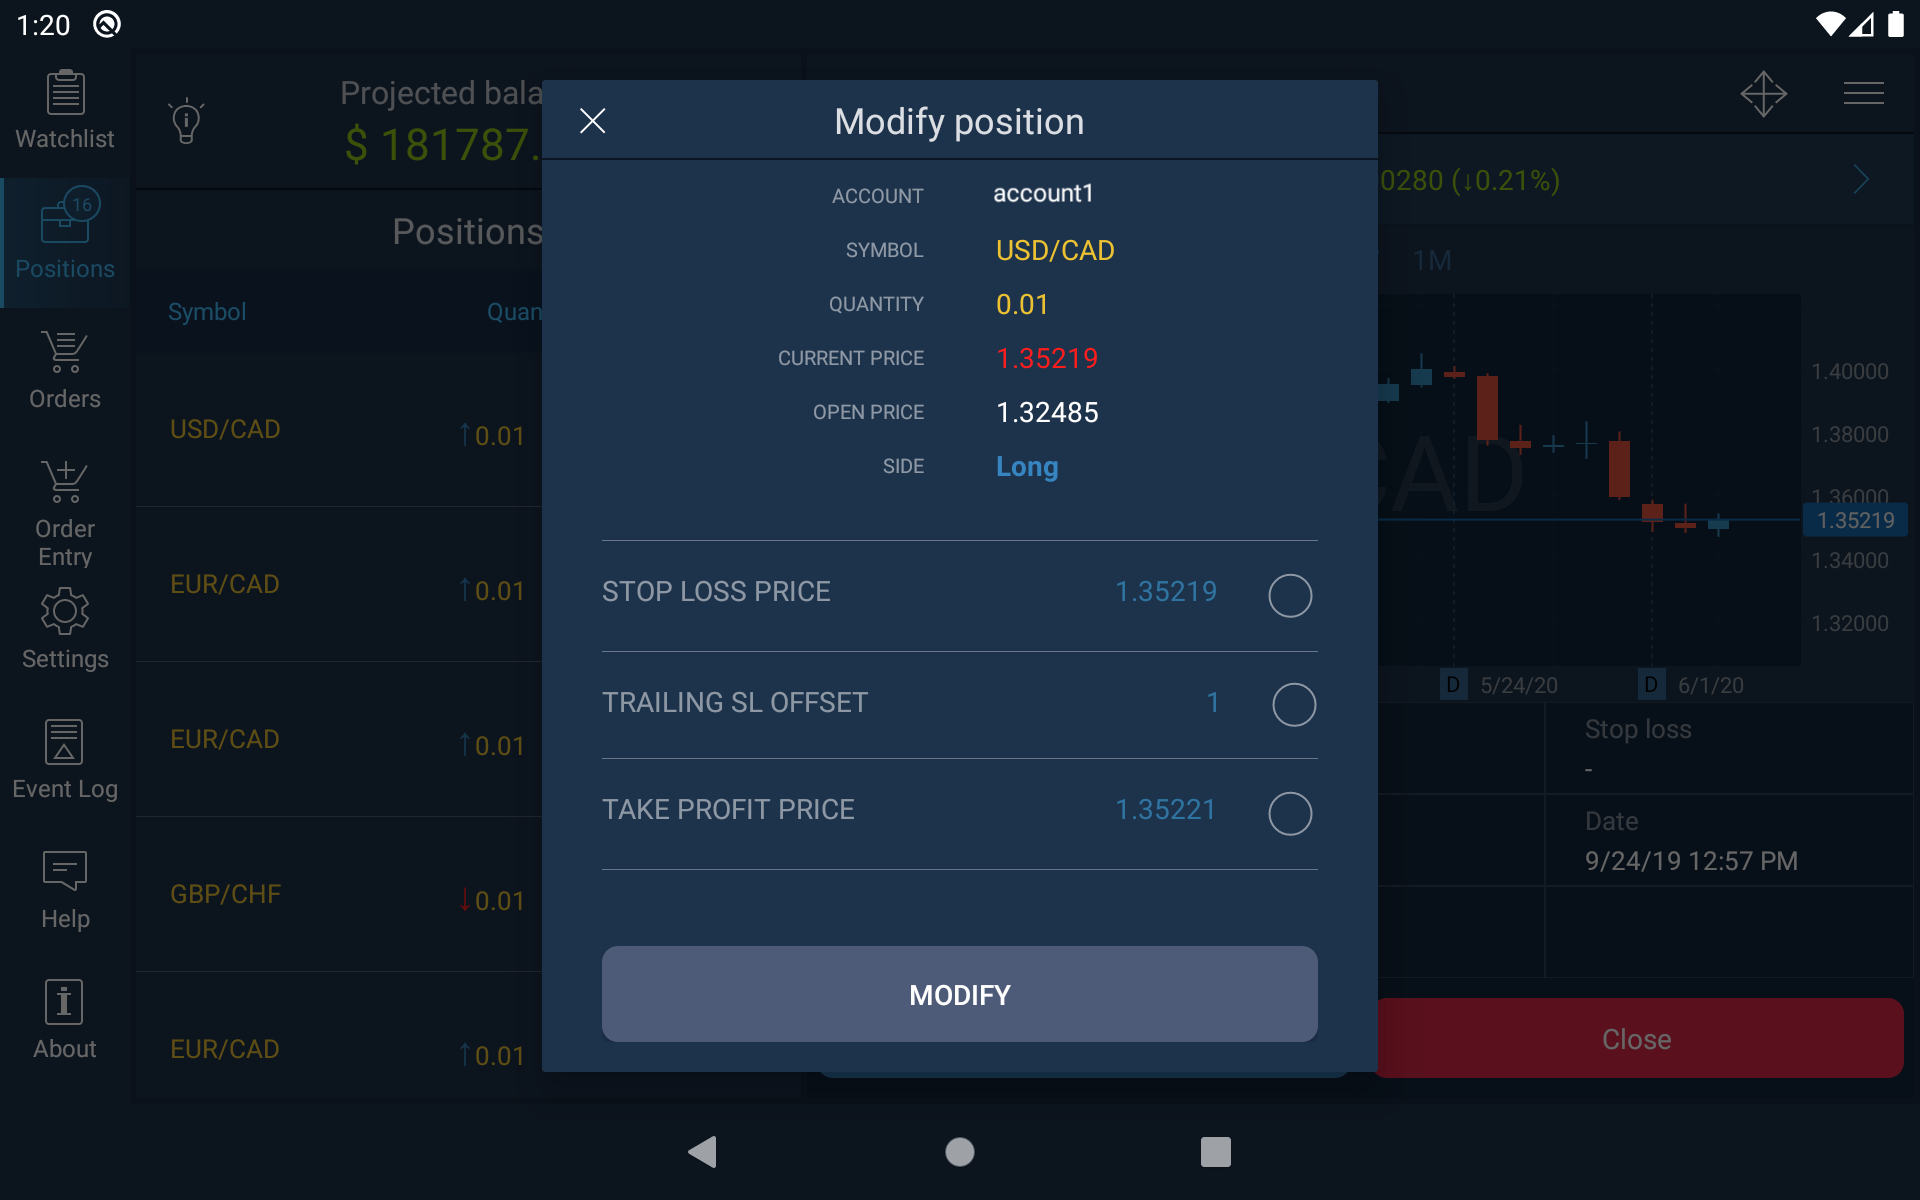 1:20
Watchlist
16
Positions
Orders
Order
Entry
Settings
Event Log
Help
About
Projected bala
$ 181787.
Positions
Symbol Quan
USD/CAD ↑0.01
EUR/CAD ↑0.01
EUR/CAD ↑0.01
GBP/CHF ↓0.01
EUR/CAD ↑0.01
Modify position
ACCOUNT account1
SYMBOL USD/CAD
QUANTITY 0.01
CURRENT PRICE 1.35219
OPEN PRICE 1.32485
SIDE Long
STOP LOSS PRICE 1.35219
TRAILING SL OFFSET 1
TAKE PROFIT PRICE 1.35221
MODIFY
0280 (↓0.21%)
1M
CAD
1.40000
1.38000
1.36000
1.35219
1.34000
1.32000
D 5/24/20 D 6/1/20
Stop loss
-
Date
9/24/19 12:57 PM
Close